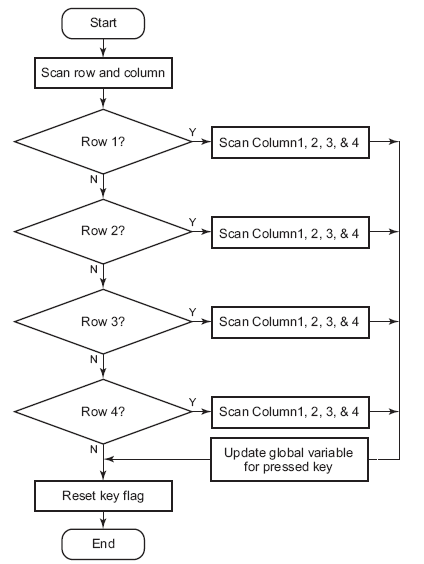 Start
Scan row and column
Row 1?
Y
Scan Column1, 2, 3, & 4
N
Row 2?
Y
Scan Column1, 2, 3, & 4
N
Row 3?
Y
Scan Column1, 2, 3, & 4
N
Row 4?
Y
Scan Column1, 2, 3, & 4
N
Update global variable
for pressed key
Reset key flag
End